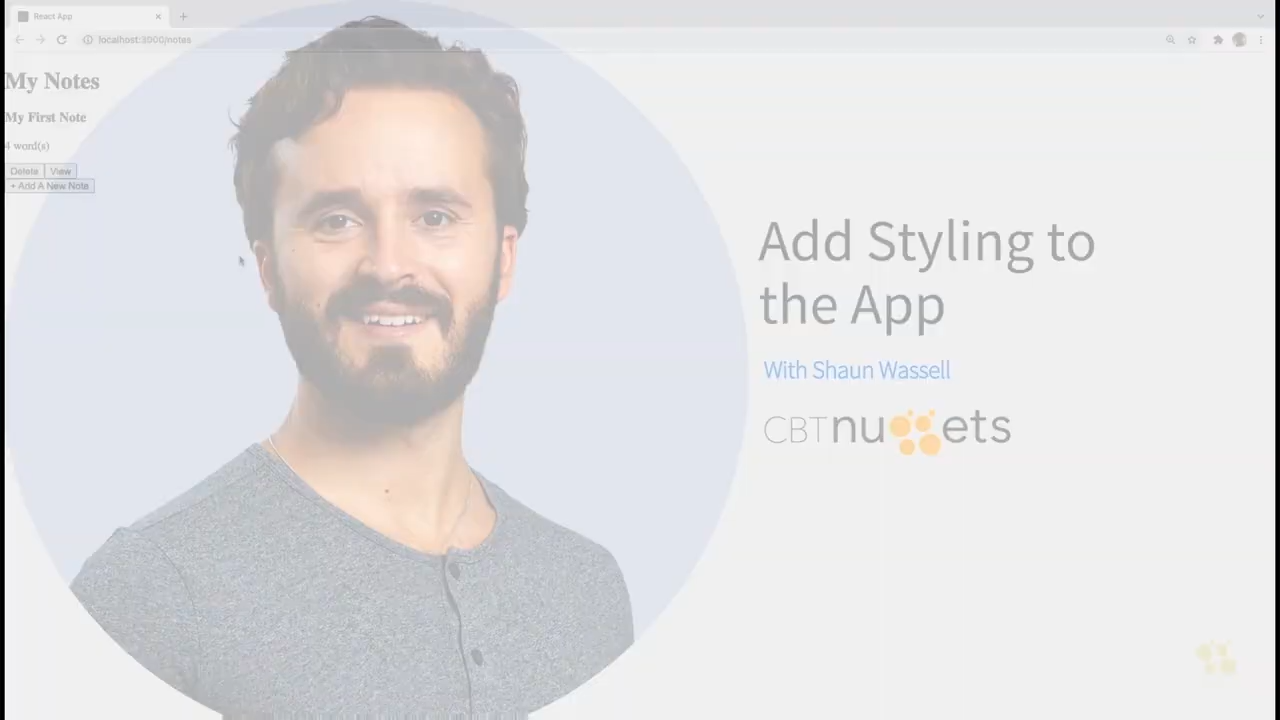 React App
localhost:3000/notes
My Notes
My First Note
4 word(s)
Delete View
+ Add A New Note
Add Styling to
the App
With Shaun Wassell
CBTnuggets